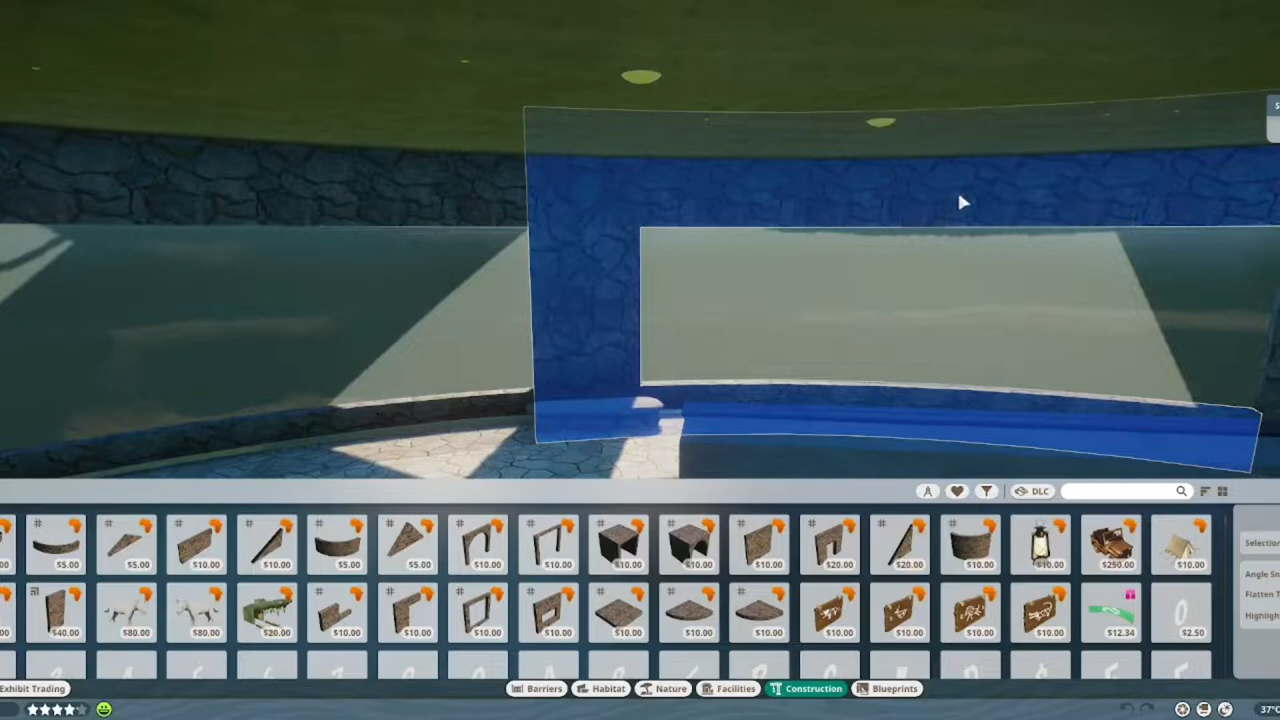 S
DLC
00 $5.00 $5.00 $10.00 $10.00 $5.00 $5.00 $10.00 $10.00 $10.00 $10.00 $10.00 $20.00 $20.00 $10.00 $10.00 $250.00 $10.00
Selection
00 $40.00 $80.00 $80.00 $20.00 $10.00 $10.00 $10.00 $10.00 $10.00 $10.00 $10.00 $10.00 $10.00 $10.00 $10.00 $12.34 $2.50
Angle Sn
Flatten T
Highligh
Exhibit Trading
Barriers Habitat Nature Facilities Construction Blueprints
37°C